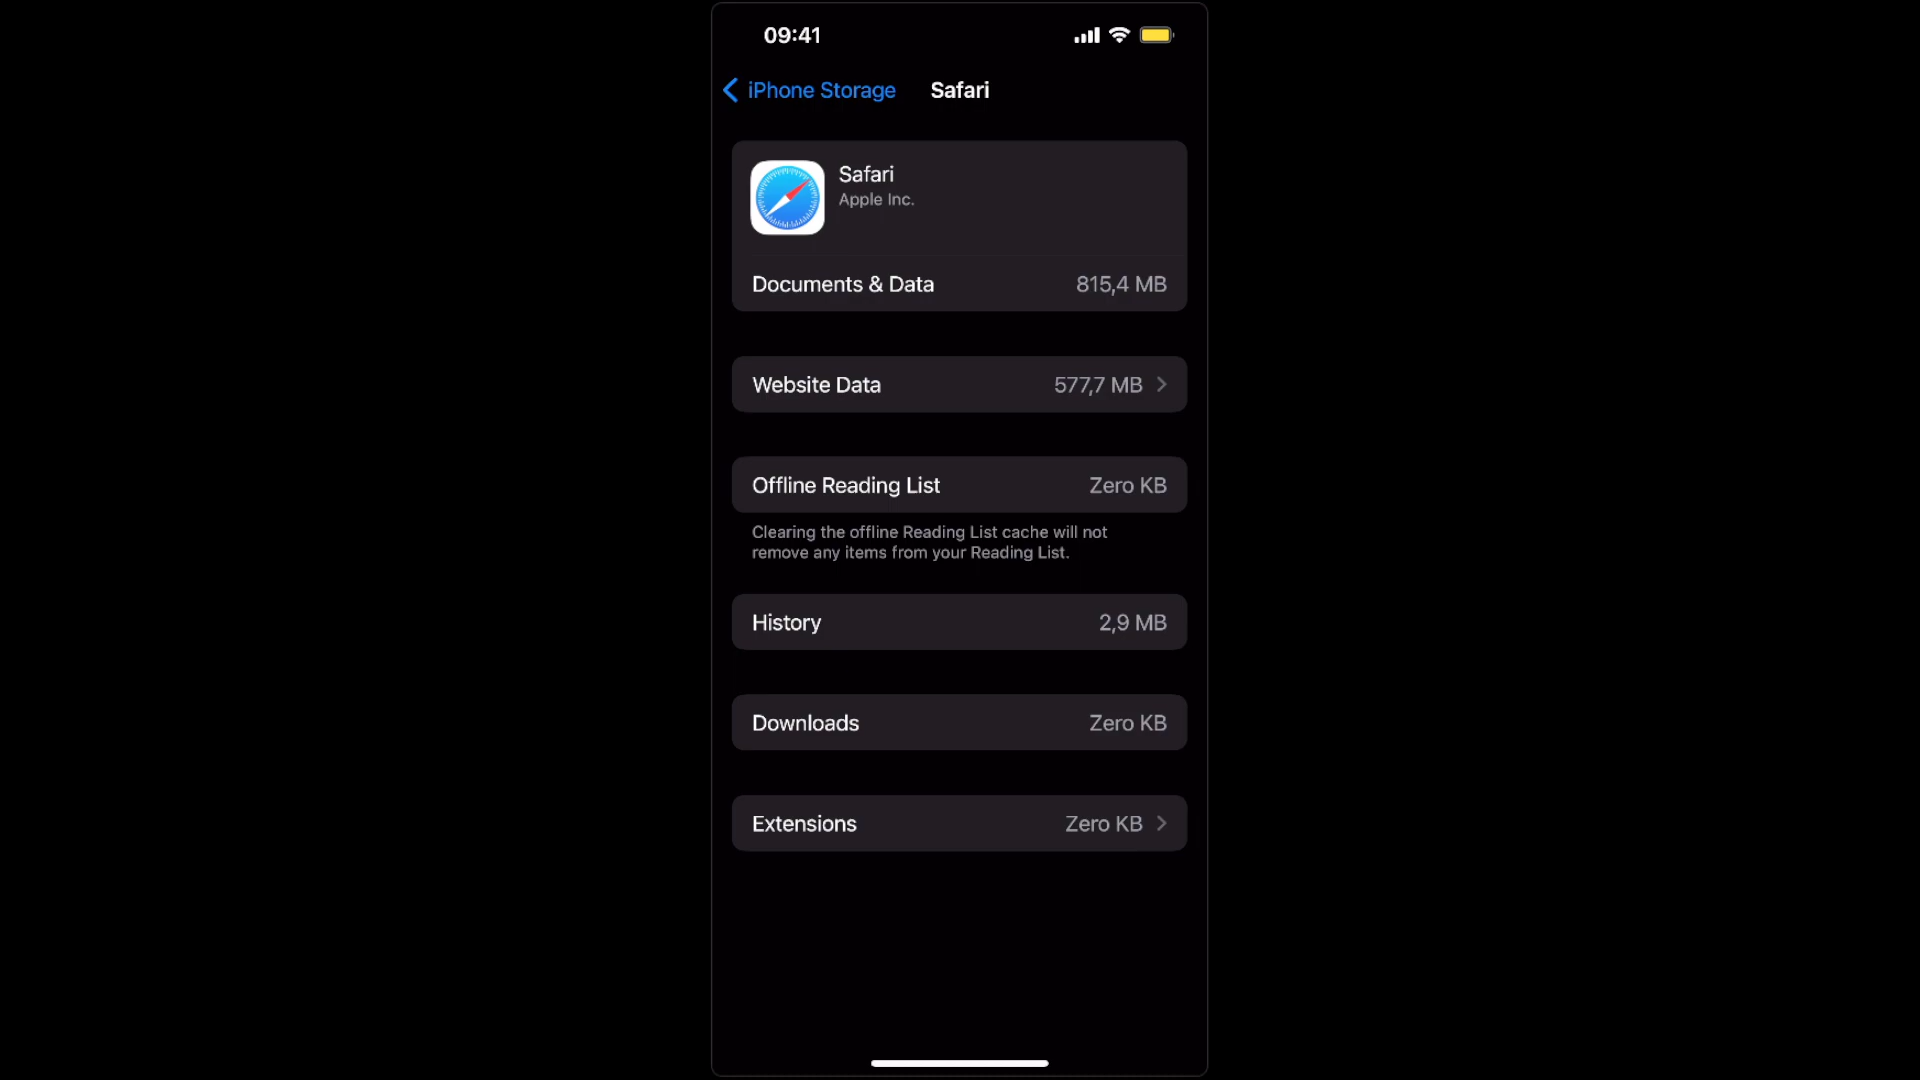 09:41
iPhone Storage Safari
Safari
Apple Inc.
Documents & Data 815,4 MB
Website Data 577,7 MB
Offline Reading List Zero KB
Clearing the offline Reading List cache will not
remove any items from your Reading List.
History 2,9 MB
Downloads Zero KB
Extensions Zero KB